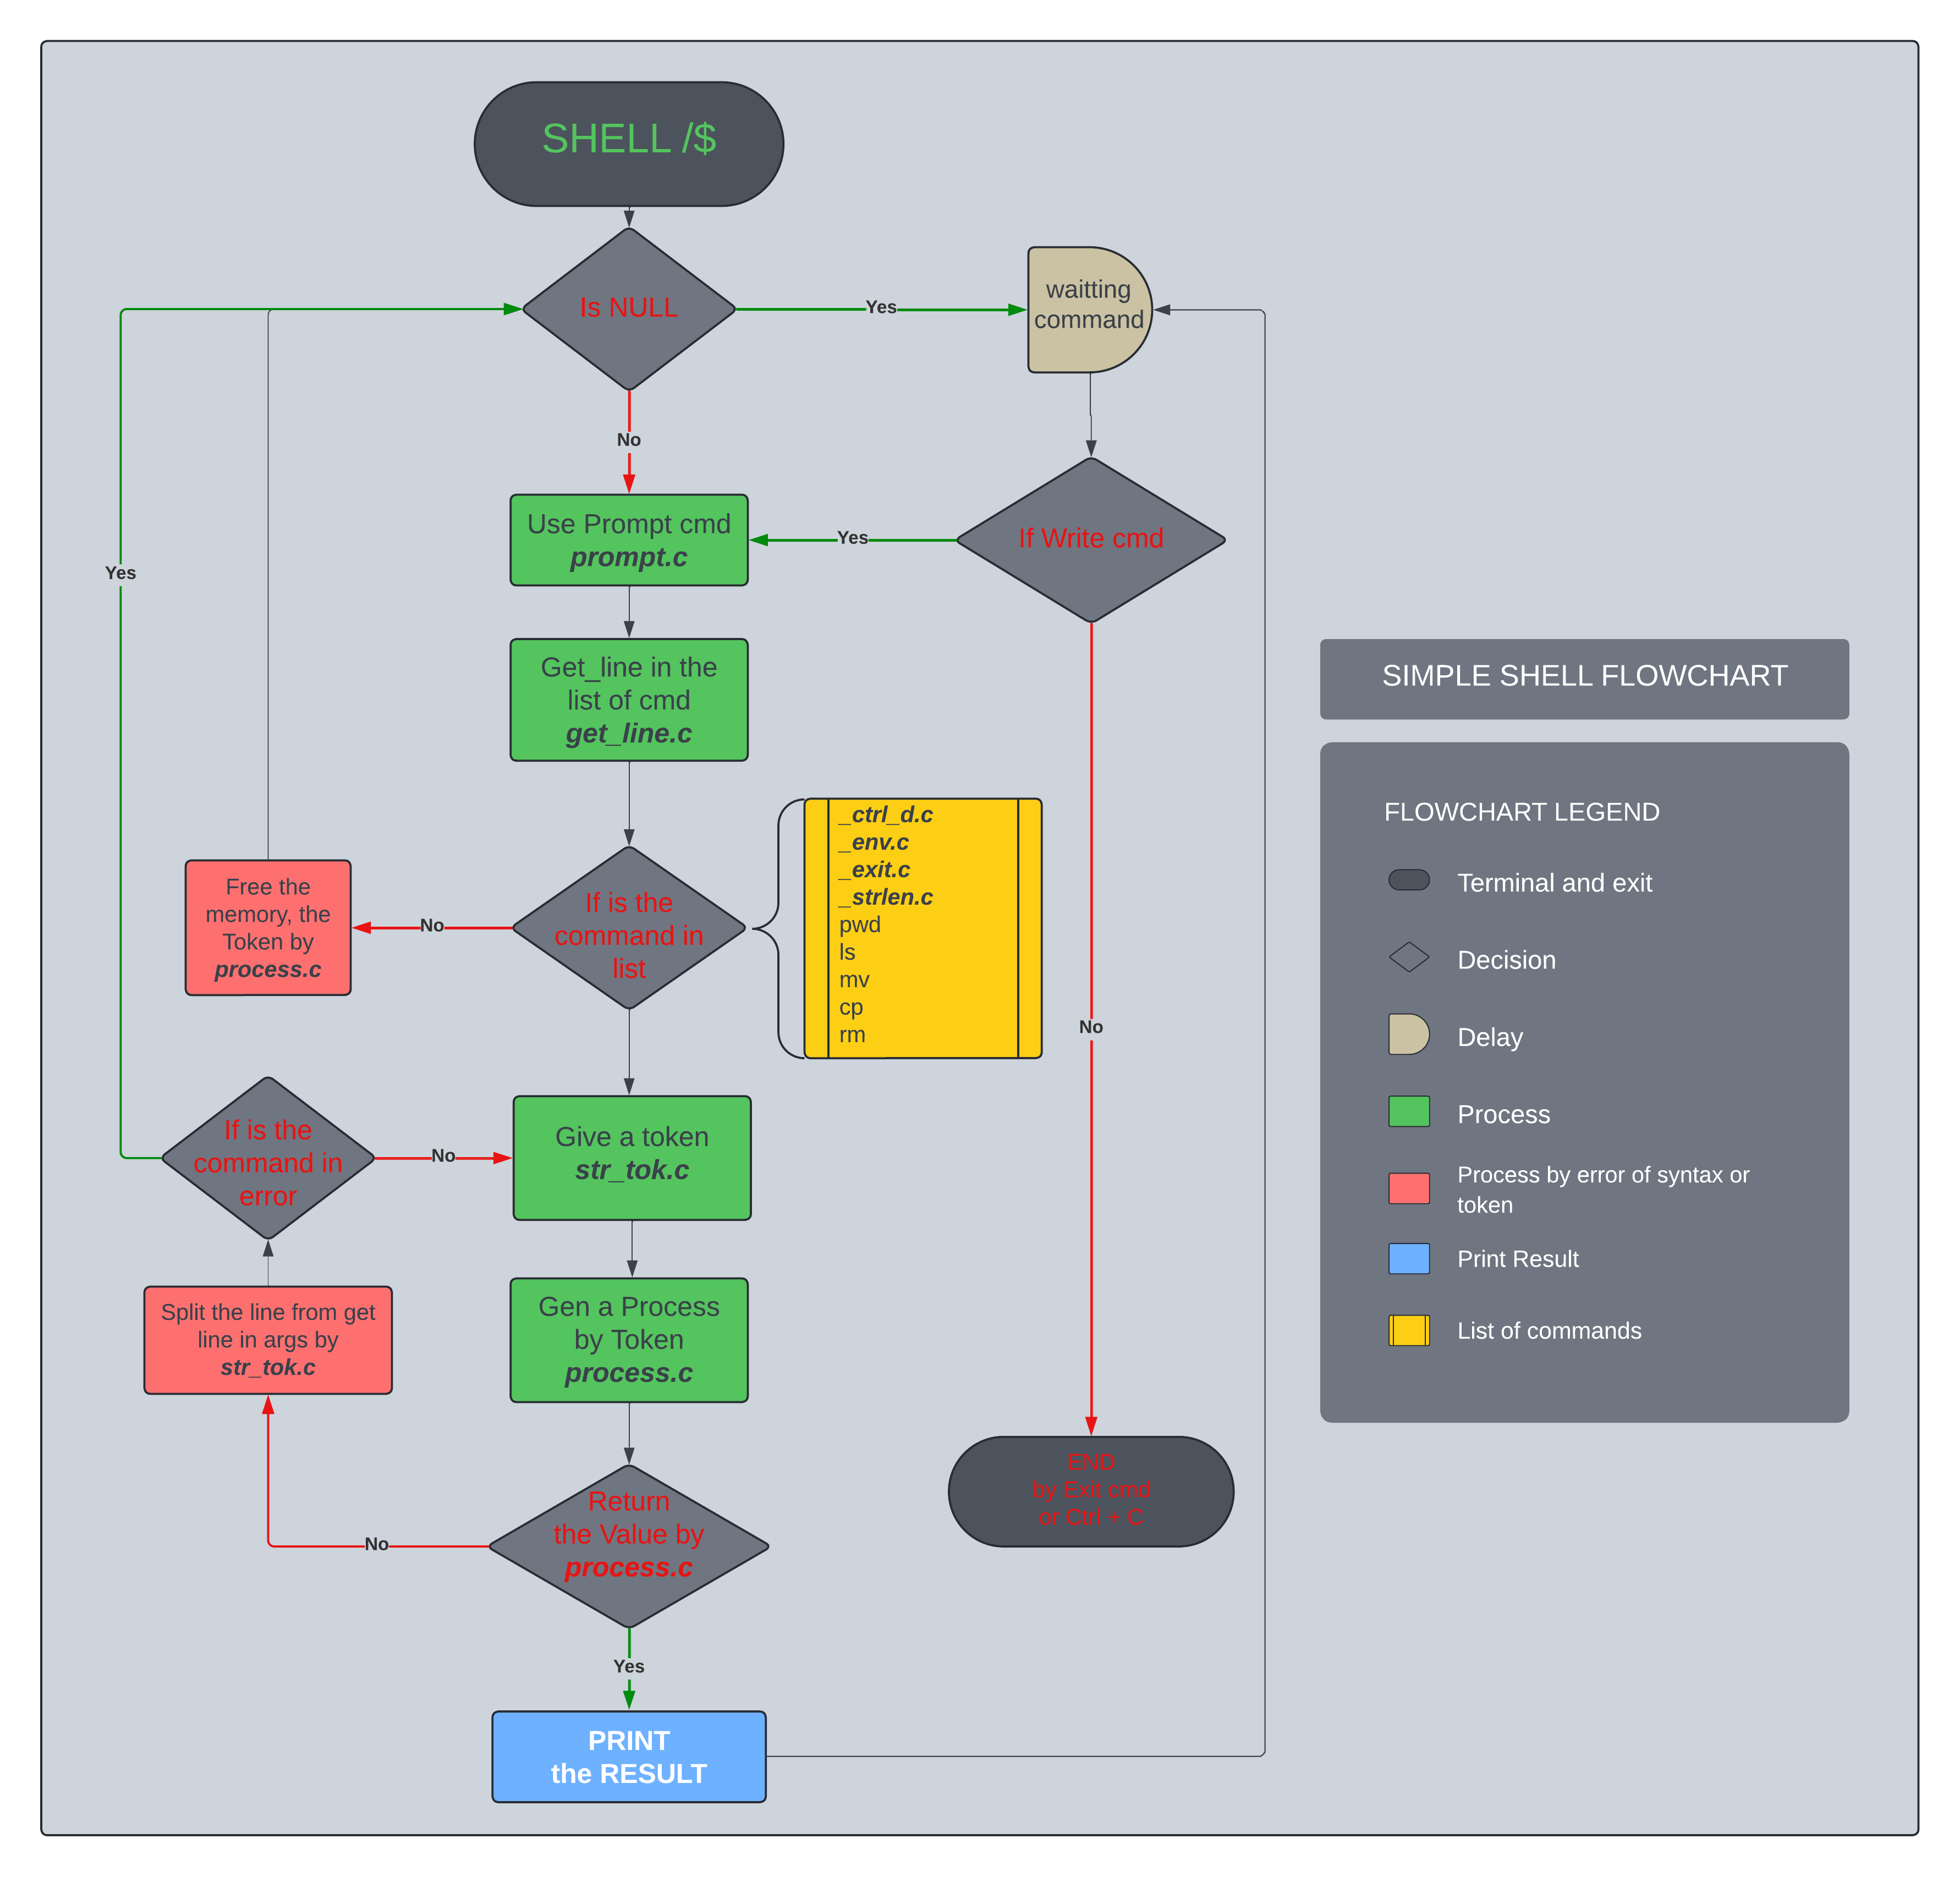 SHELL /$
Is NULL
Yes
waitting
command
No
Use Prompt cmd
prompt.c
Yes
If Write cmd
Yes
Get_line in the
list of cmd
get_line.c
SIMPLE SHELL FLOWCHART
_ctrl_d.c
_env.c
_exit.c
_strlen.c
pwd
ls
mv
cp
rm
FLOWCHART LEGEND
Terminal and exit
Decision
Delay
Process
Process by error of syntax or
token
Print Result
List of commands
Free the
memory, the
Token by
process.c
No
If is the
command in
list
No
If is the
command in
error
No
Give a token
str_tok.c
Split the line from get
line in args by
str_tok.c
Gen a Process
by Token
process.c
END
by Exit cmd
or Ctrl + C
No
Return
the Value by
process.c
Yes
PRINT
the RESULT